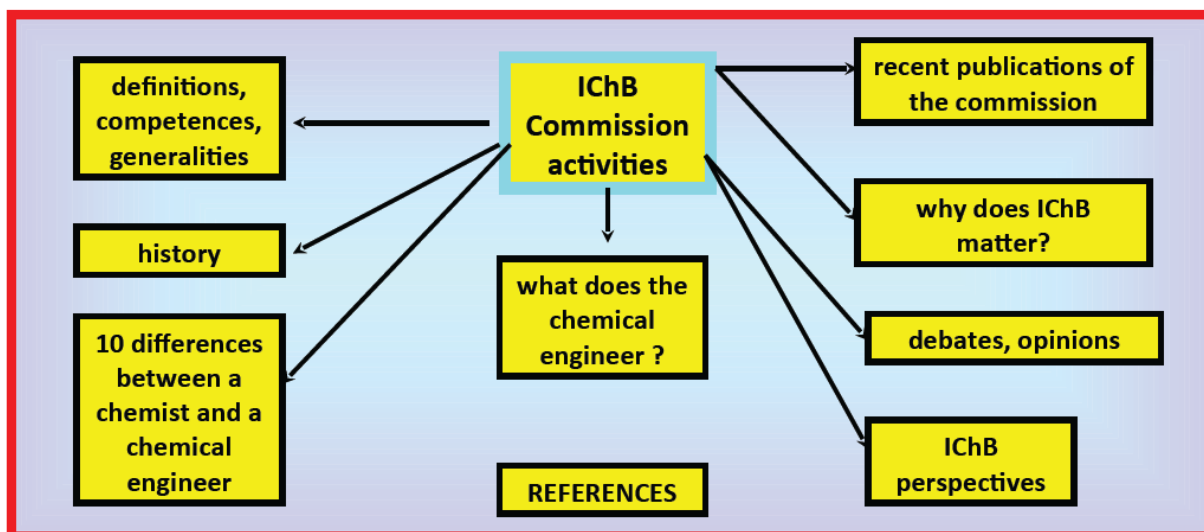 IChB
Commission
activities
definitions,
competences,
generalities
history
10 differences
between a
chemist and a
chemical
engineer
what does the
chemical
engineer ?
REFERENCES
recent publications of
the commission
why does IChB
matter?
debates, opinions
IChB
perspectives